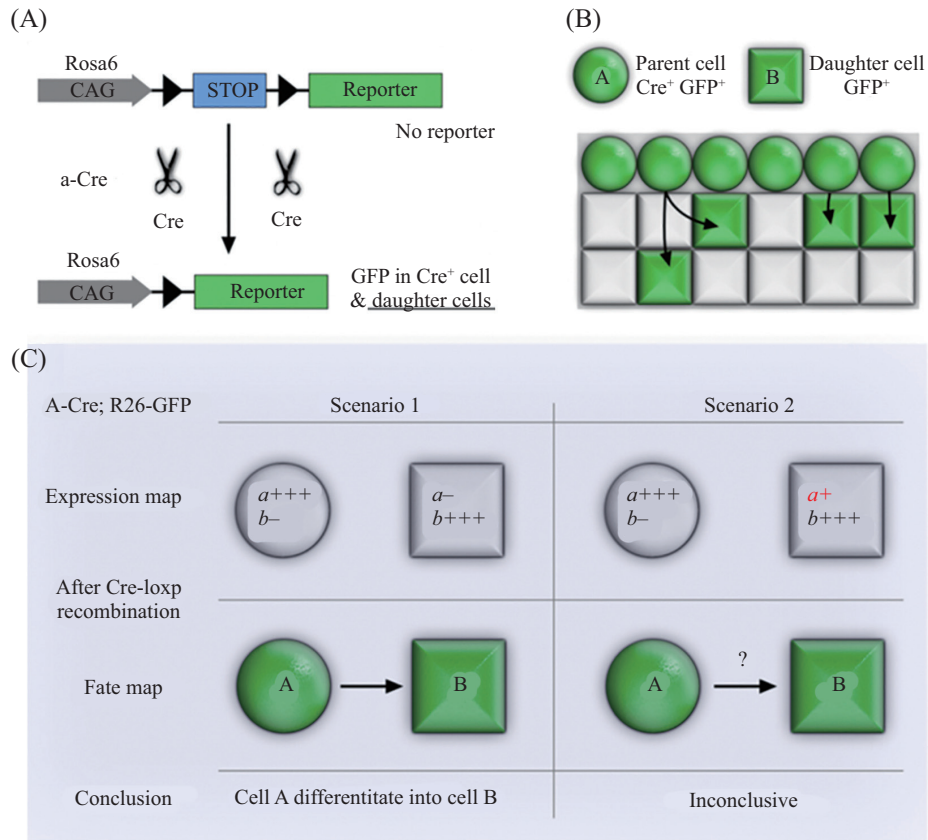 (A)
Rosa6
CAG
STOP
Reporter
No reporter
a-Cre
Cre
Cre
Rosa6
CAG
Reporter
GFP in Cre⁺ cell
& daughter cells
(B)
A
Parent cell
Cre⁺ GFP⁺
B
Daughter cell
GFP⁺
(C)
A-Cre; R26-GFP
Scenario 1
Scenario 2
Expression map
a+++
b–
a–
b+++
a+++
b–
a+
b+++
After Cre-loxp
recombination
Fate map
A
B
A
?
B
Conclusion
Cell A differentitate into cell B
Inconclusive